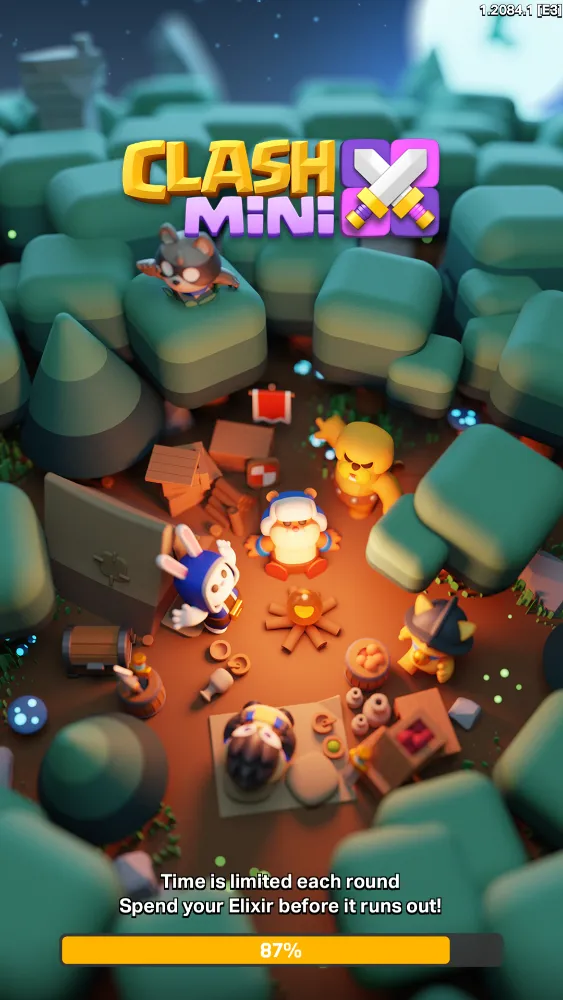 1.2084.1 [E3]
CLASH
MiNi
Time is limited each round
Spend your Elixir before it runs out!
87%